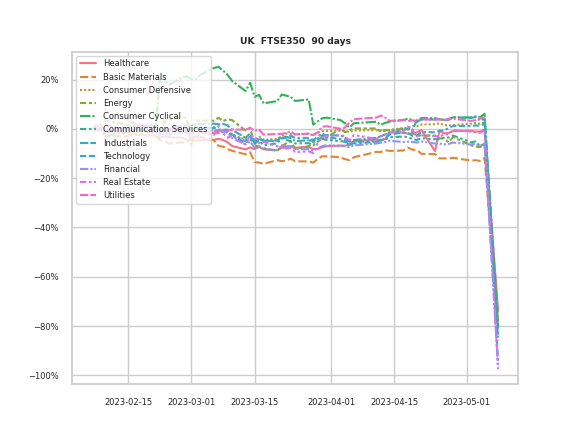 UK FTSE350 90 days
Healthcare
Basic Materials
Consumer Defensive
Energy
Consumer Cyclical
Communication Services
Industrials
Technology
Financial
Real Estate
Utilities
20%
0%
−20%
−40%
−60%
−80%
−100%
2023-02-15
2023-03-01
2023-03-15
2023-04-01
2023-04-15
2023-05-01